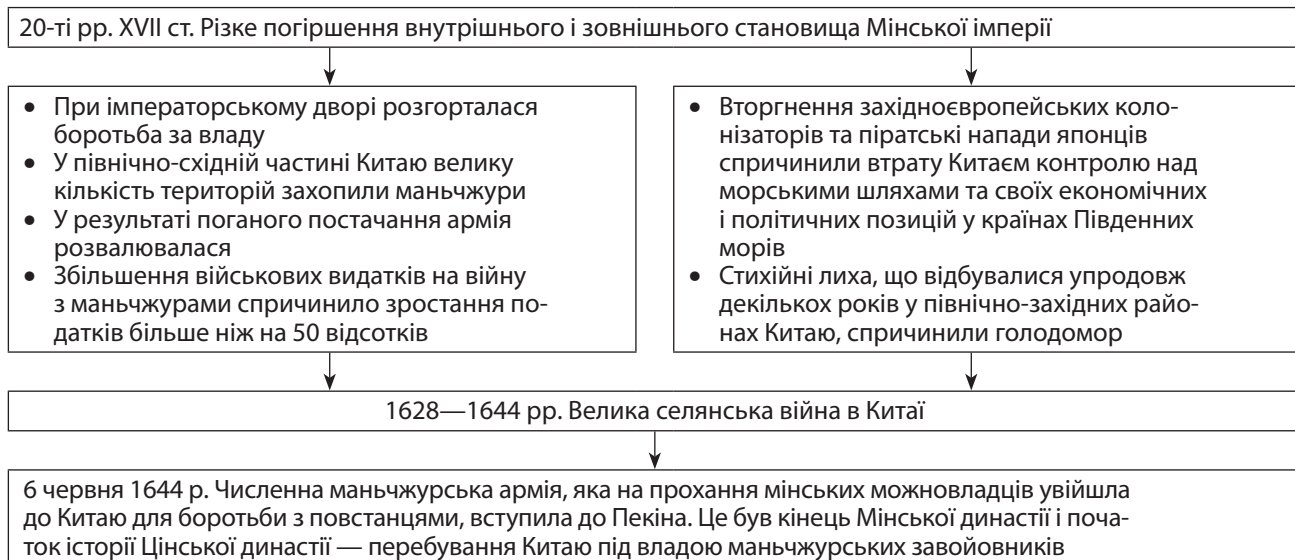 20-ті рр. XVII ст. Різке погіршення внутрішнього і зовнішнього становища Мінської імперії
• При імператорському дворі розгорталася
боротьба за владу
• У північно-східній частині Китаю велику
кількість територій захопили маньчжури
• У результаті поганого постачання армія
розвалювалася
• Збільшення військових видатків на війну
з маньчжурами спричинило зростання по-
датків більше ніж на 50 відсотків
• Вторгнення західноєвропейських коло-
нізаторів та піратські напади японців
спричинили втрату Китаєм контролю над
морськими шляхами та своїх економічних
і політичних позицій у країнах Південних
морів
• Стихійні лиха, що відбувалися упродовж
декількох років у північно-західних райо-
нах Китаю, спричинили голодомор
1628—1644 рр. Велика селянська війна в Китаї
6 червня 1644 р. Численна маньчжурська армія, яка на прохання мінських можновладців увійшла
до Китаю для боротьби з повстанцями, вступила до Пекіна. Це був кінець Мінської династії і поча-
ток історії Цінської династії — перебування Китаю під владою маньчжурських завойовників